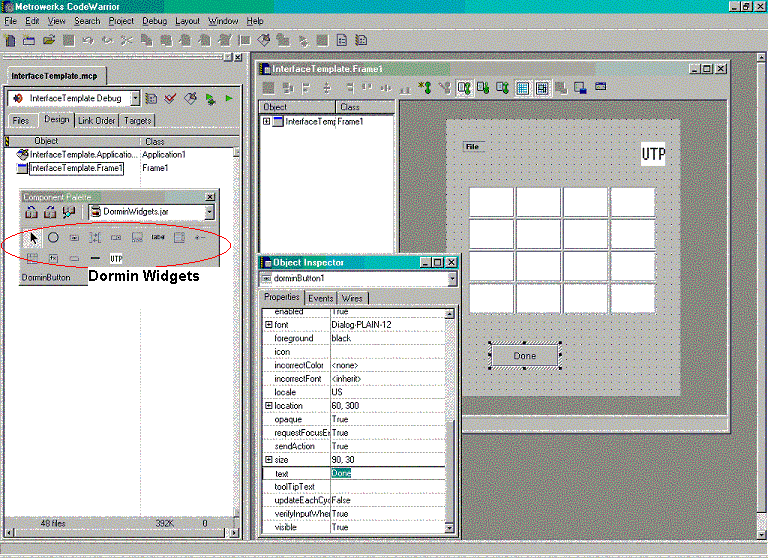 Metrowerks CodeWarrior
File Edit View Search Project Debug Layout Window Help
InterfaceTemplate.mcp
InterfaceTemplate Debug
Files Design Link Order Targets
Object Class
InterfaceTemplate.Applicatio... Application1
InterfaceTemplate.Frame1 Frame1
Component Palette
DorminWidgets.jar
label
fx
UTP
DorminButton
Dormin Widgets
48 files 392K 0
InterfaceTemplate.Frame1
Object Class
InterfaceTemp Frame1
File
UTP
Done
Object Inspector
dorminButton1
Properties Events Wires
enabled True
font Dialog-PLAIN-12
foreground black
icon
incorrectColor <none>
incorrectFont <inherit>
locale US
location 60, 300
opaque True
requestFocusEn True
sendAction True
size 90, 30
text Done
toolTipText
updateEachCyc False
verifyInputWher True
visible True